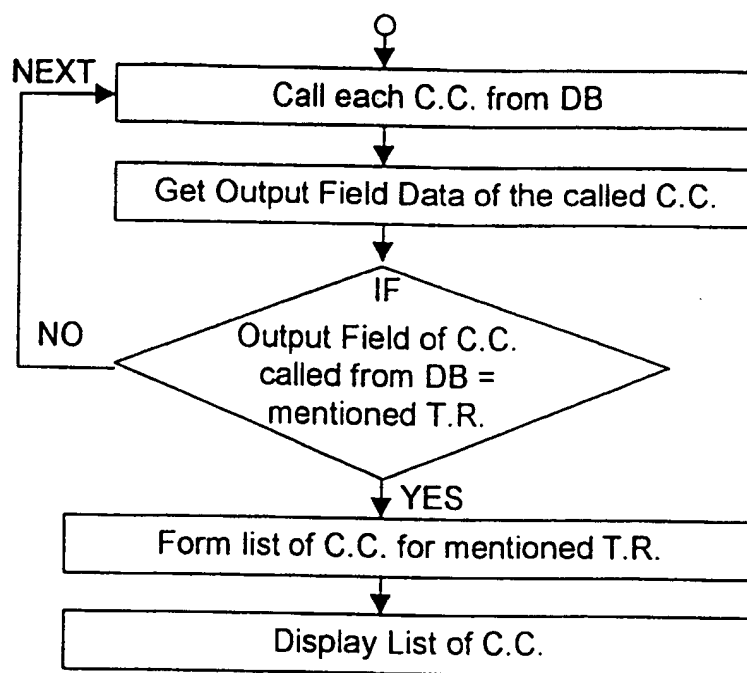 NEXT
Call each C.C. from DB
Get Output Field Data of the called C.C.
IF
NO
Output Field of C.C.
called from DB =
mentioned T.R.
YES
Form list of C.C. for mentioned T.R.
Display List of C.C.